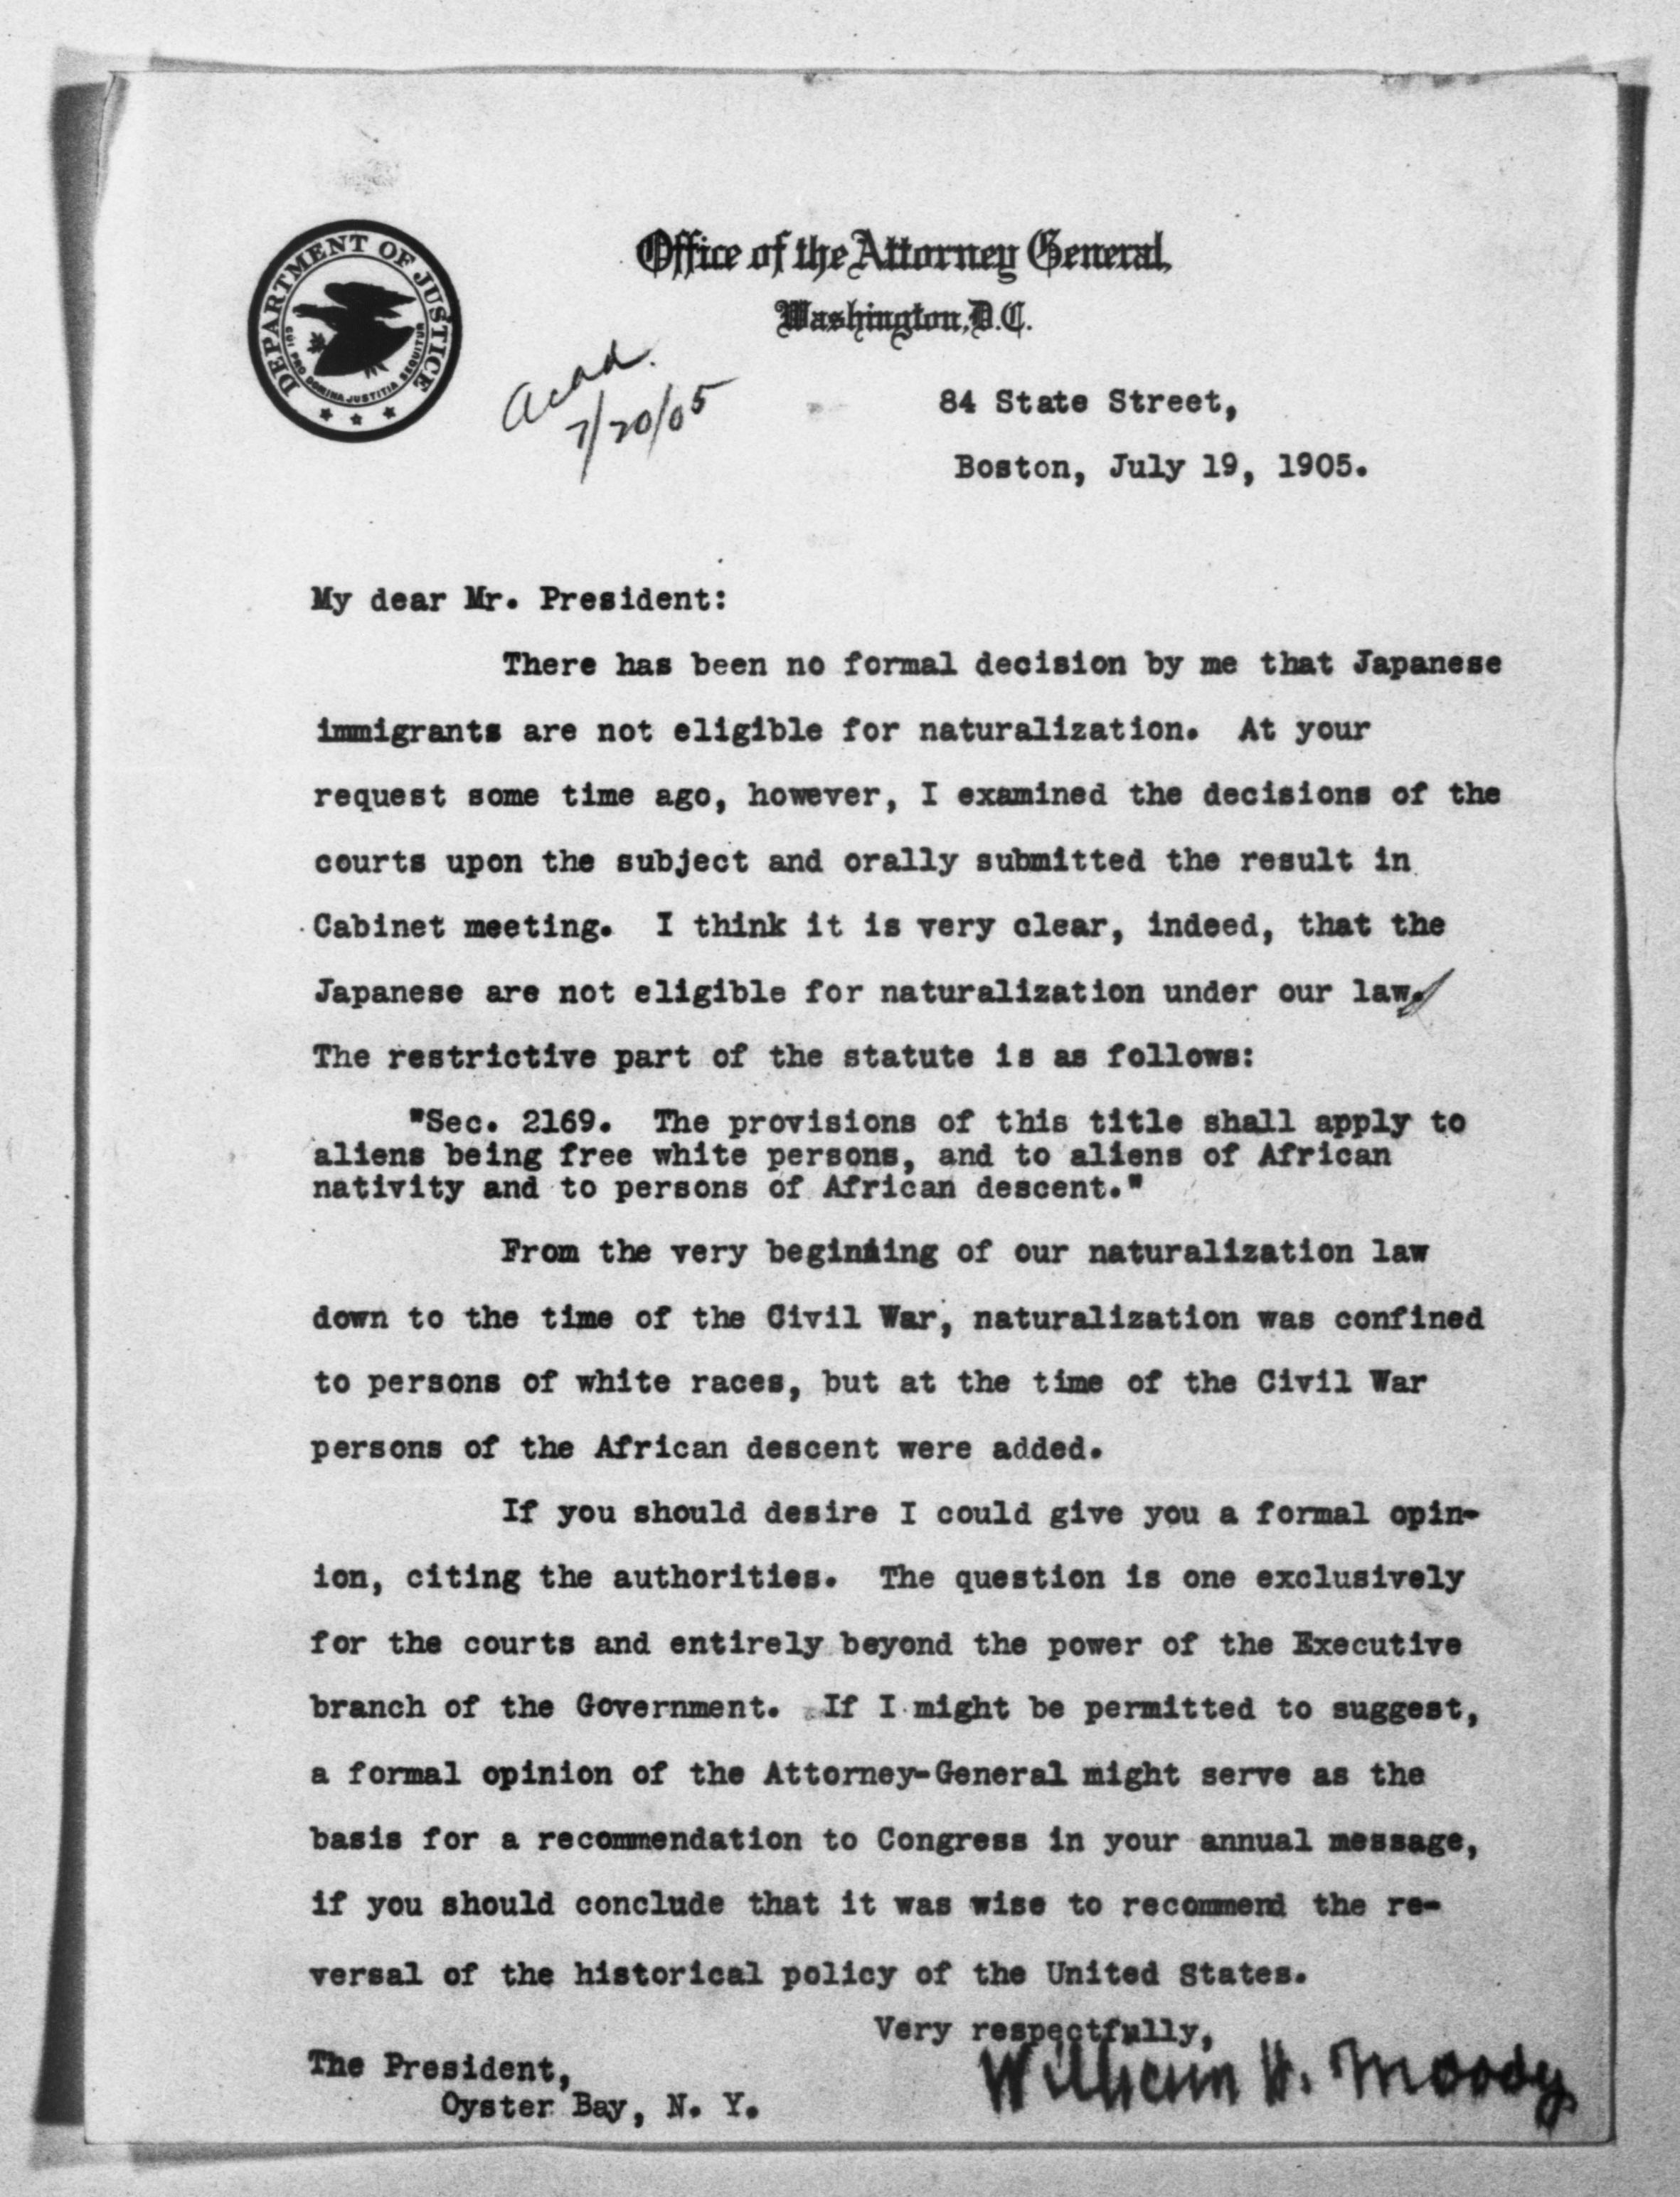 DEPARTMENT OF JUSTICE
QUI PRO DOMINA JUSTITIA SEQUITUR
Office of the Attorney General,
Washington, D.C.
7/20/05
84 State Street,
Boston, July 19, 1905.
My dear Mr. President:
There has been no formal decision by me that Japanese
immigrants are not eligible for naturalization. At your
request some time ago, however, I examined the decisions of the
courts upon the subject and orally submitted the result in
Cabinet meeting. I think it is very clear, indeed, that the
Japanese are not eligible for naturalization under our law.
The restrictive part of the statute is as follows:
"Sec. 2169. The provisions of this title shall apply to
aliens being free white persons, and to aliens of African
nativity and to persons of African descent."
From the very beginning of our naturalization law
down to the time of the Civil War, naturalization was confined
to persons of white races, but at the time of the Civil War
persons of the African descent were added.
If you should desire I could give you a formal opin-
ion, citing the authorities. The question is one exclusively
for the courts and entirely beyond the power of the Executive
branch of the Government. If I might be permitted to suggest,
a formal opinion of the Attorney-General might serve as the
basis for a recommendation to Congress in your annual message,
if you should conclude that it was wise to recommend the re-
versal of the historical policy of the United States.
Very respectfully,
William H. Moody
The President,
Oyster Bay, N. Y.